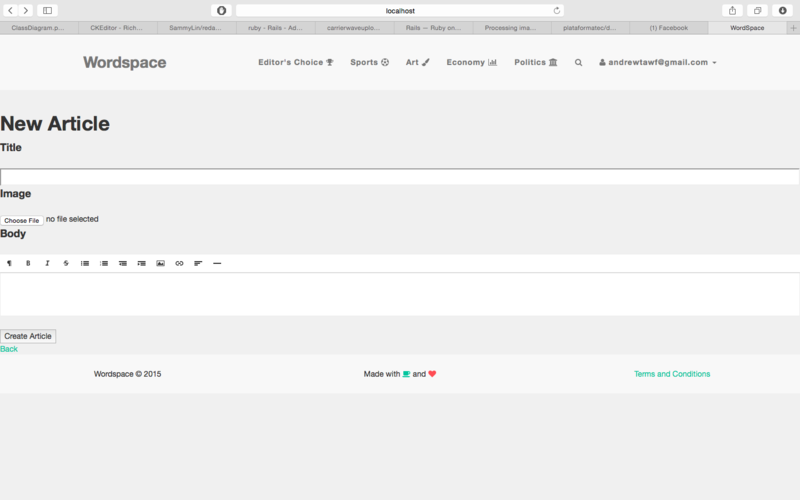 localhost
ClassDiagram.p... CKEditor - Rich... SammyLin/reda... ruby - Rails - Ad... carrierwaveuplo... Rails — Ruby on... Processing ima... plataformatec/d... (1) Facebook WordSpace
Wordspace Editor's Choice Sports Art Economy Politics andrewtawf@gmail.com
New Article
Title
Image
Choose File no file selected
Body
¶ B I S
Create Article
Back
Wordspace © 2015 Made with and Terms and Conditions